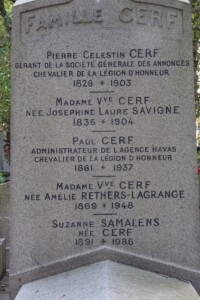 FAMILLE CERF
PIERRE CELESTIN CERF
GÉRANT DE LA SOCIÉTÉ GÉNÉRALE DES ANNONCES
CHEVALIER DE LA LÉGION D'HONNEUR
1826 + 1903
MADAME Vve CERF
NÉE JOSEPHINE LAURE SAVIGNE
1836 + 1904
PAUL CERF
ADMINISTRATEUR DE L'AGENCE HAVAS
CHEVALIER DE LA LÉGION D'HONNEUR
1861 + 1937
MADAME Vve CERF
NÉE AMÉLIE RETHERS-LAGRANGE
1869 + 1948
SUZANNE SAMALENS
NÉE CERF
1891 + 1986